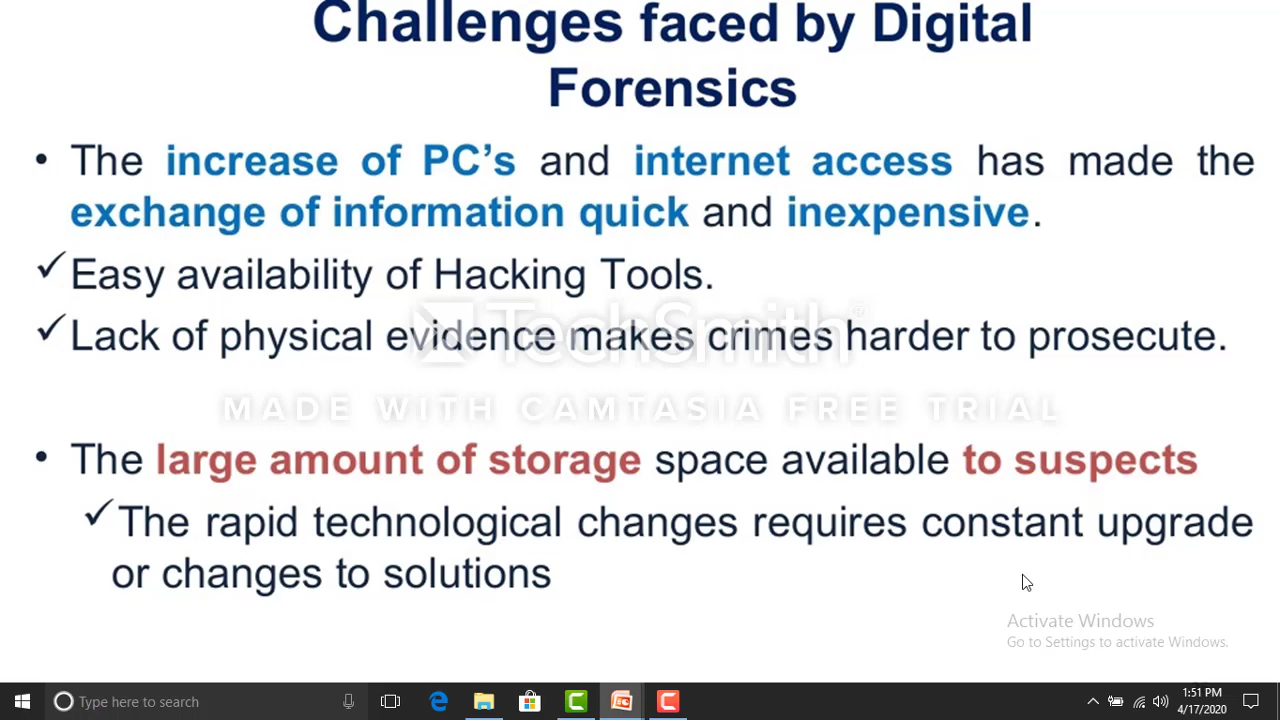 Challenges faced by Digital
Forensics
• The increase of PC’s and internet access has made the
exchange of information quick and inexpensive.
✓Easy availability of Hacking Tools.
✓Lack of physical evidence makes crimes harder to prosecute.
TechSmith®
MADE WITH CAMTASIA FREE TRIAL
• The large amount of storage space available to suspects
✓The rapid technological changes requires constant upgrade
or changes to solutions
Activate Windows
Go to Settings to activate Windows.
Type here to search
1:51 PM
4/17/2020